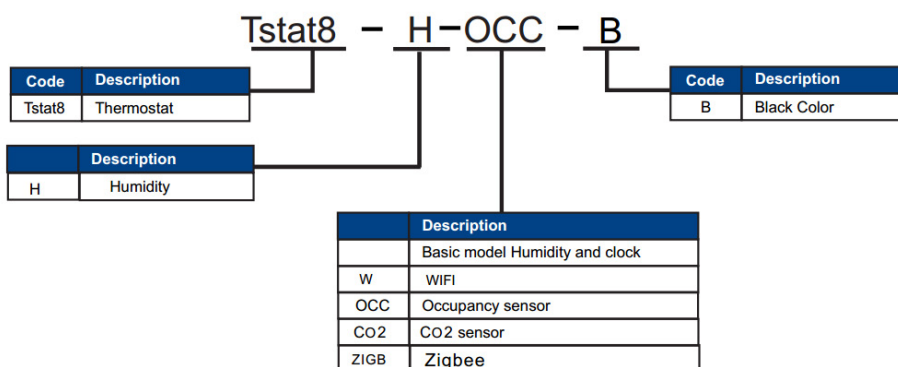 Tstat8 – H – OCC – B
Code Description
Tstat8 Thermostat
Code Description
B Black Color
Description
H Humidity
Description
Basic model Humidity and clock
W WIFI
OCC Occupancy sensor
CO2 CO2 sensor
ZIGB Zigbee